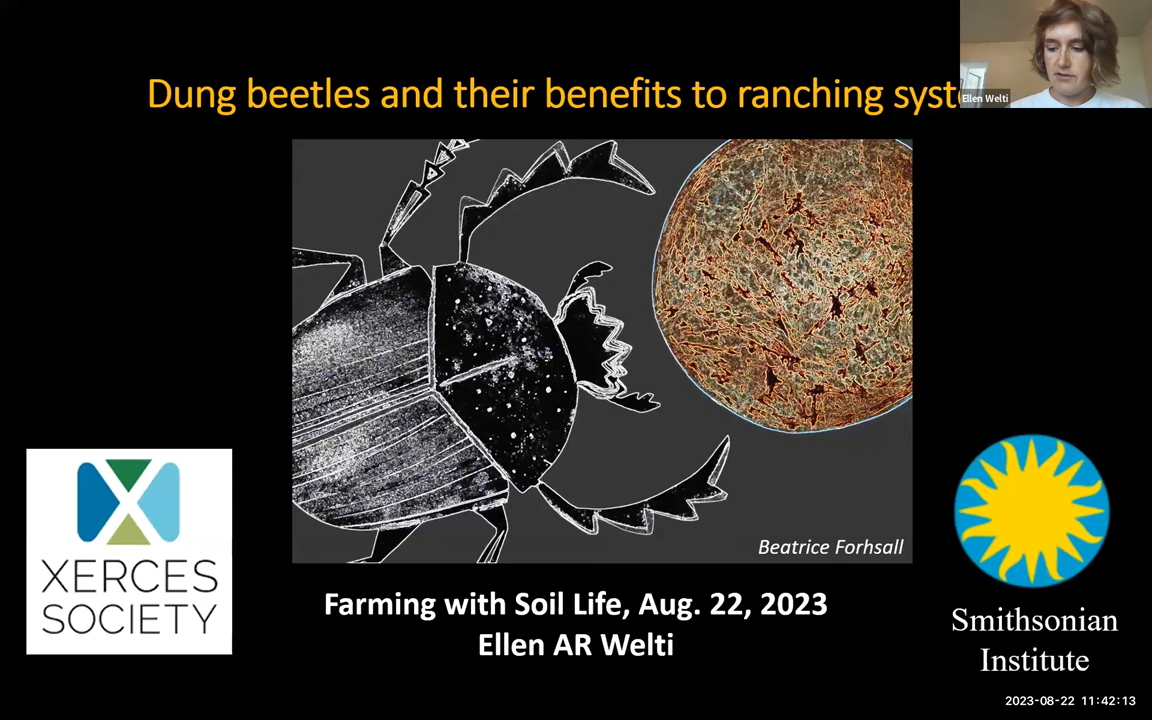 Dung beetles and their benefits to ranching syst
Ellen Welti
Beatrice Forhsall
XERCES
SOCIETY
Farming with Soil Life, Aug. 22, 2023
Ellen AR Welti
Smithsonian
Institute
2023-08-22 11:42:13